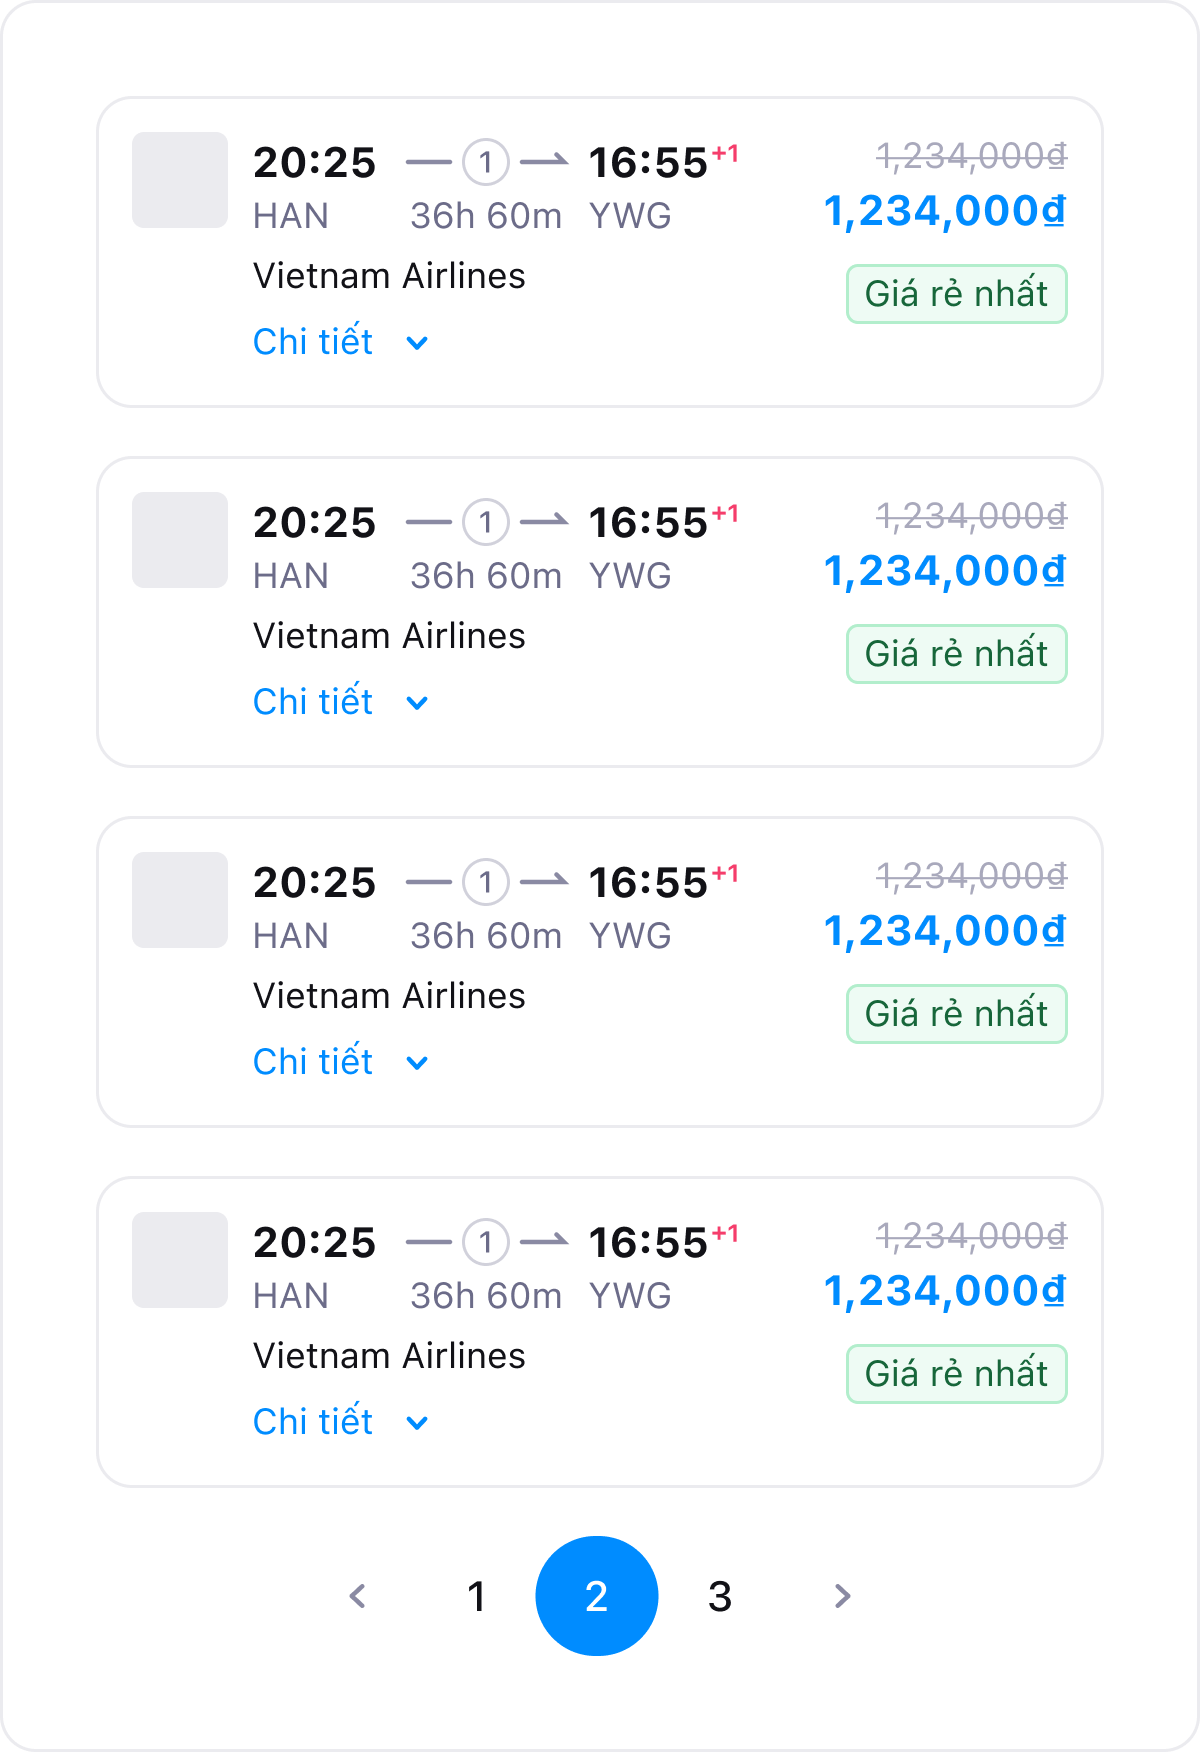 20:25 1 16:55+1 1,234,000₫
HAN 36h 60m YWG 1,234,000₫
Vietnam Airlines Giá rẻ nhất
Chi tiết
20:25 1 16:55+1 1,234,000₫
HAN 36h 60m YWG 1,234,000₫
Vietnam Airlines Giá rẻ nhất
Chi tiết
20:25 1 16:55+1 1,234,000₫
HAN 36h 60m YWG 1,234,000₫
Vietnam Airlines Giá rẻ nhất
Chi tiết
20:25 1 16:55+1 1,234,000₫
HAN 36h 60m YWG 1,234,000₫
Vietnam Airlines Giá rẻ nhất
Chi tiết
1 2 3